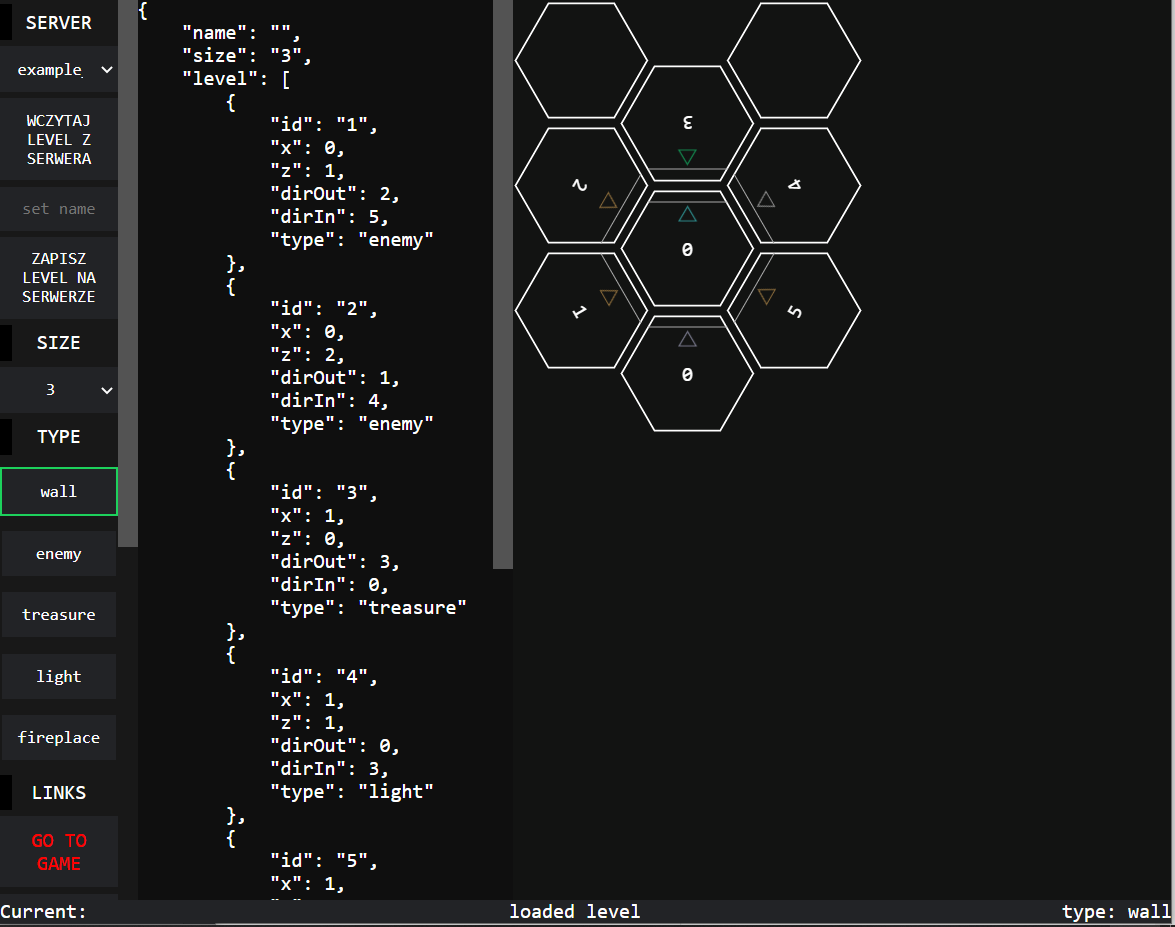 SERVER
example
WCZYTAJ
LEVEL Z
SERWERA
set name
ZAPISZ
LEVEL NA
SERWERZE
SIZE
3
TYPE
wall
enemy
treasure
light
fireplace
LINKS
GO TO
GAME
{
"name": "",
"size": "3",
"level": [
{
"id": "1",
"x": 0,
"z": 1,
"dirOut": 2,
"dirIn": 5,
"type": "enemy"
},
{
"id": "2",
"x": 0,
"z": 2,
"dirOut": 1,
"dirIn": 4,
"type": "enemy"
},
{
"id": "3",
"x": 1,
"z": 0,
"dirOut": 3,
"dirIn": 0,
"type": "treasure"
},
{
"id": "4",
"x": 1,
"z": 1,
"dirOut": 0,
"dirIn": 3,
"type": "light"
},
{
"id": "5",
"x": 1,
3
2
4
0
1
5
0
Current:
loaded level
type: wall